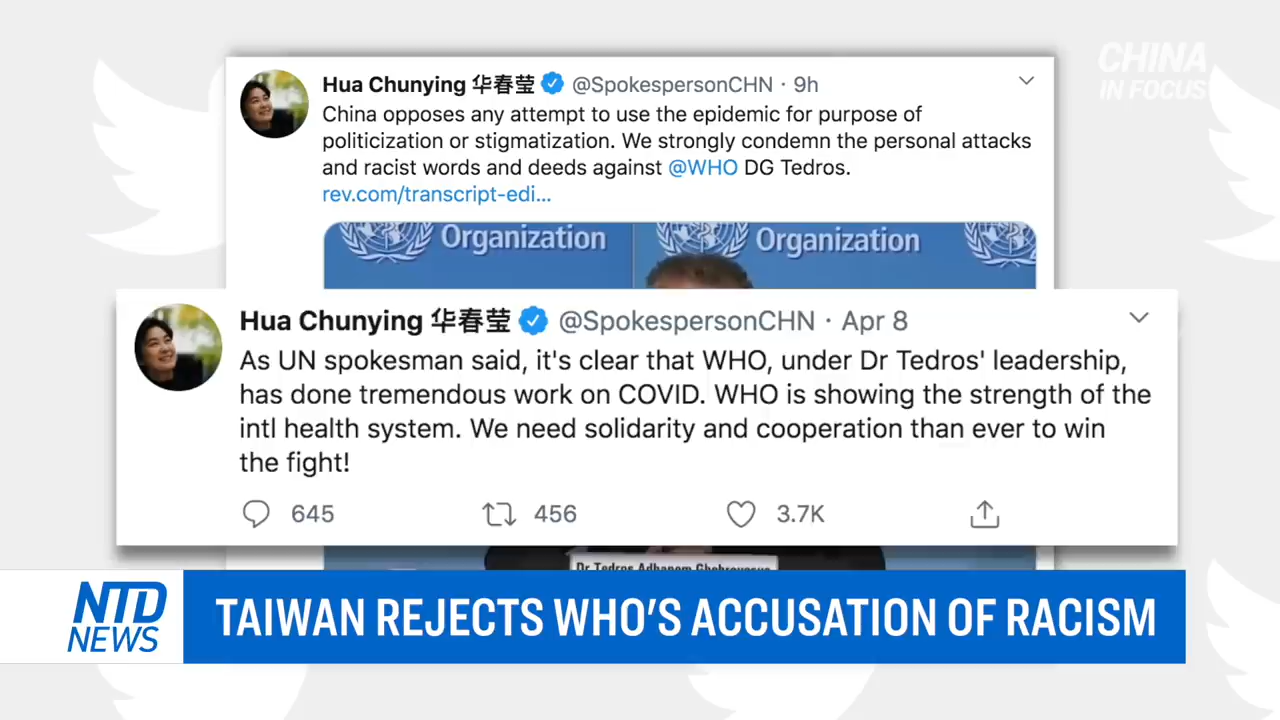 CHINA
IN FOCUS
Hua Chunying 华春莹 @SpokespersonCHN · 9h
China opposes any attempt to use the epidemic for purpose of
politicization or stigmatization. We strongly condemn the personal attacks
and racist words and deeds against @WHO DG Tedros.
rev.com/transcript-edi...
Organization Organization
Hua Chunying 华春莹 @SpokespersonCHN · Apr 8
As UN spokesman said, it's clear that WHO, under Dr Tedros' leadership,
has done tremendous work on COVID. WHO is showing the strength of the
intl health system. We need solidarity and cooperation than ever to win
the fight!
645 456 3.7K
Dr Tedros Adhanom Ghebreyesus
NTD
NEWS
TAIWAN REJECTS WHO'S ACCUSATION OF RACISM